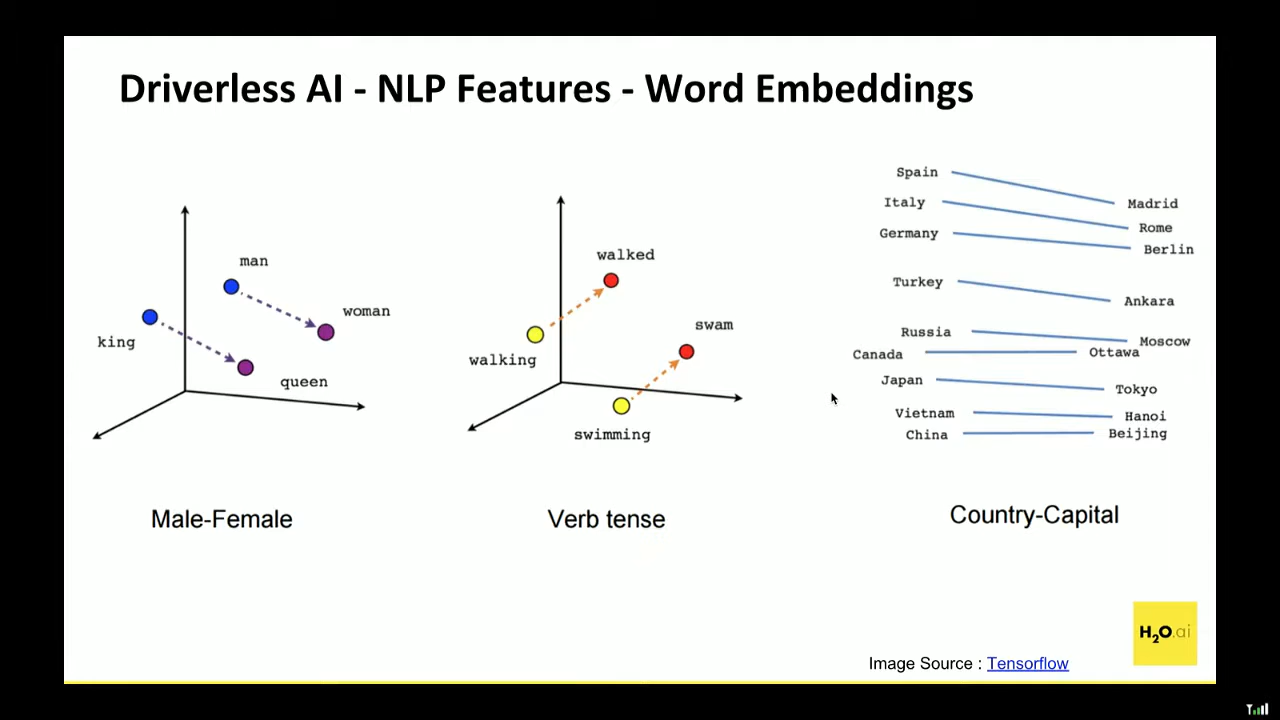 Driverless AI - NLP Features - Word Embeddings
man
woman
king
queen
Male-Female
walked
swam
walking
swimming
Verb tense
Spain Madrid
Italy Rome
Germany Berlin
Turkey Ankara
Russia Moscow
Canada Ottawa
Japan Tokyo
Vietnam Hanoi
China Beijing
Country-Capital
H2O.ai
Image Source : Tensorflow